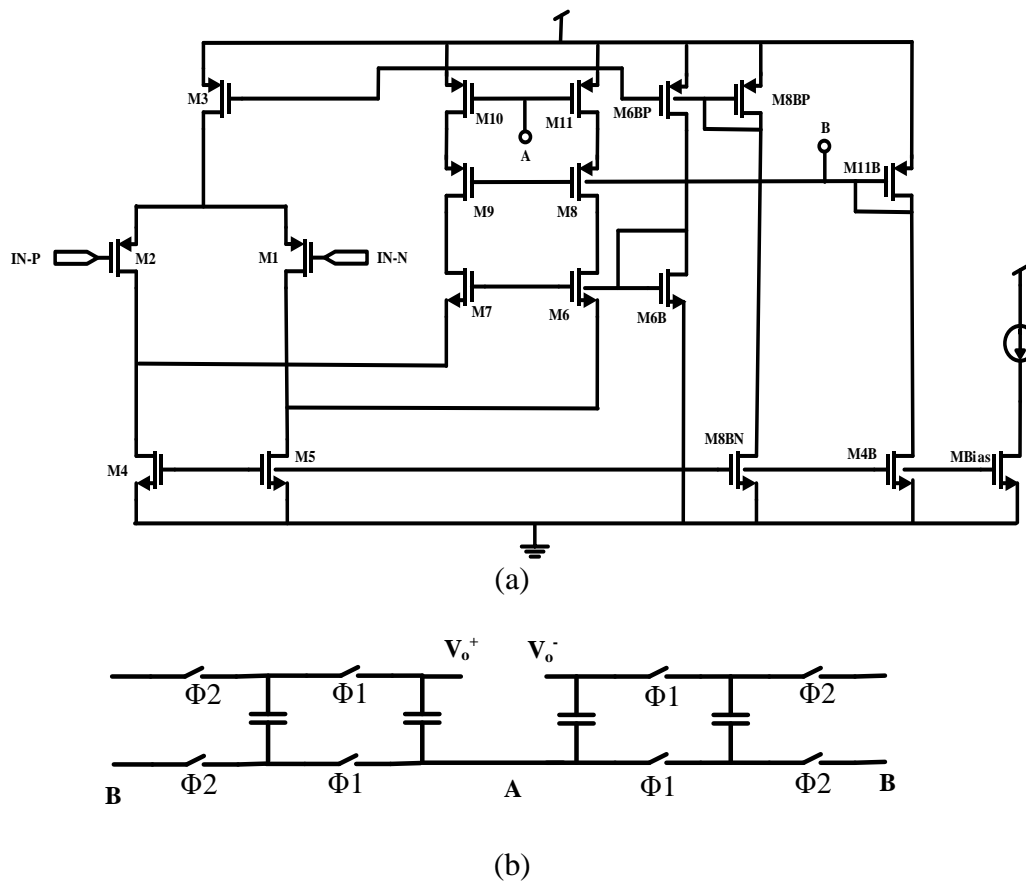 M3
M10
M11
A
M6BP
M8BP
B
M11B
M9
M8
IN-P
M2
M1
IN-N
M7
M6
M6B
M4
M5
M8BN
M4B
MBias
(a)
Vo+
Vo-
Φ2
Φ1
Φ1
Φ2
Φ2
Φ1
Φ1
Φ2
B
A
B
(b)